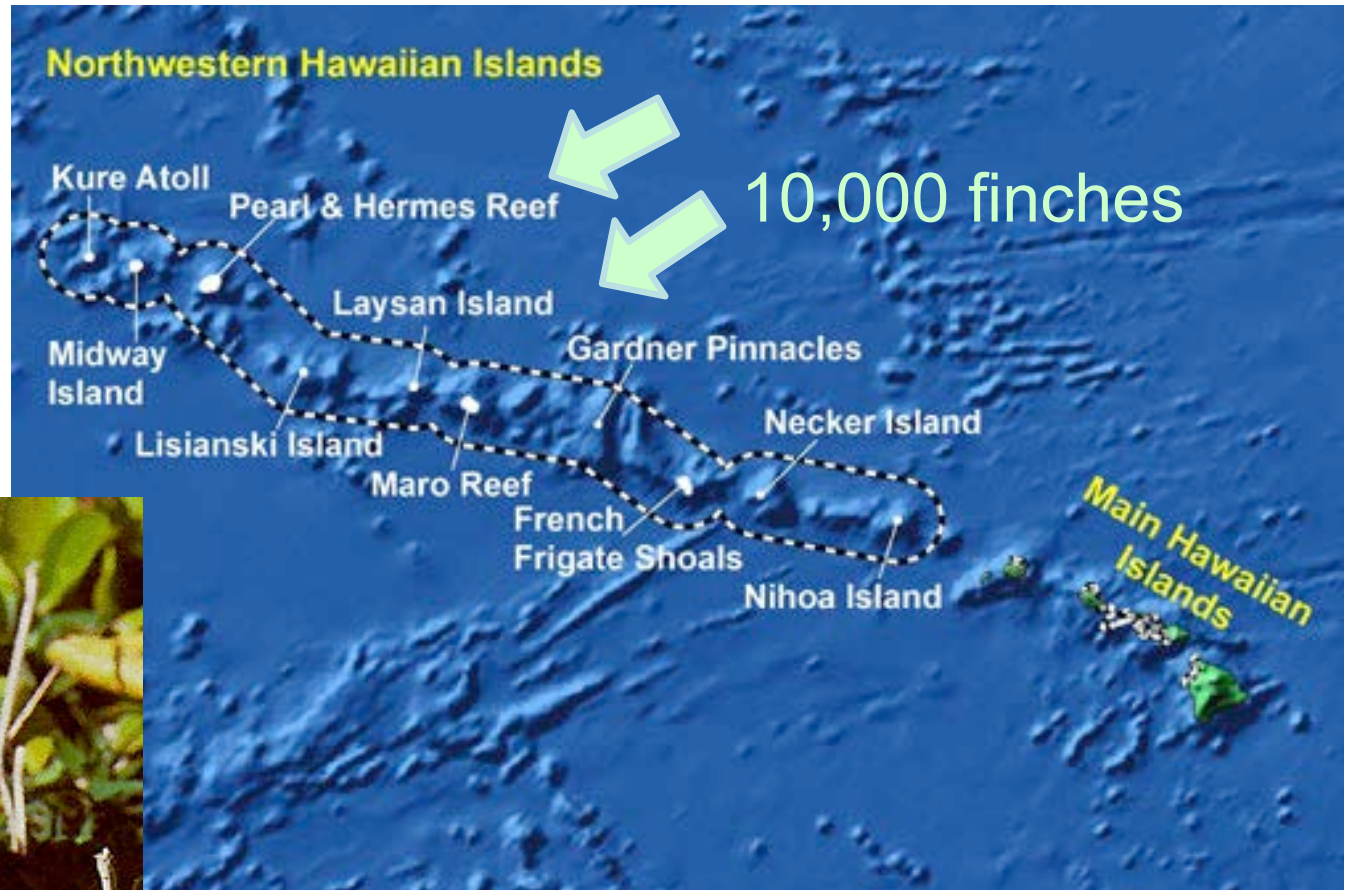 Northwestern Hawaiian Islands
10,000 finches
Kure Atoll
Pearl & Hermes Reef
Laysan Island
Midway
Island
Gardner Pinnacles
Lisianski Island
Necker Island
Maro Reef
French
Frigate Shoals
Nihoa Island
Main Hawaiian
Islands